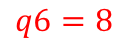 q6 = 8